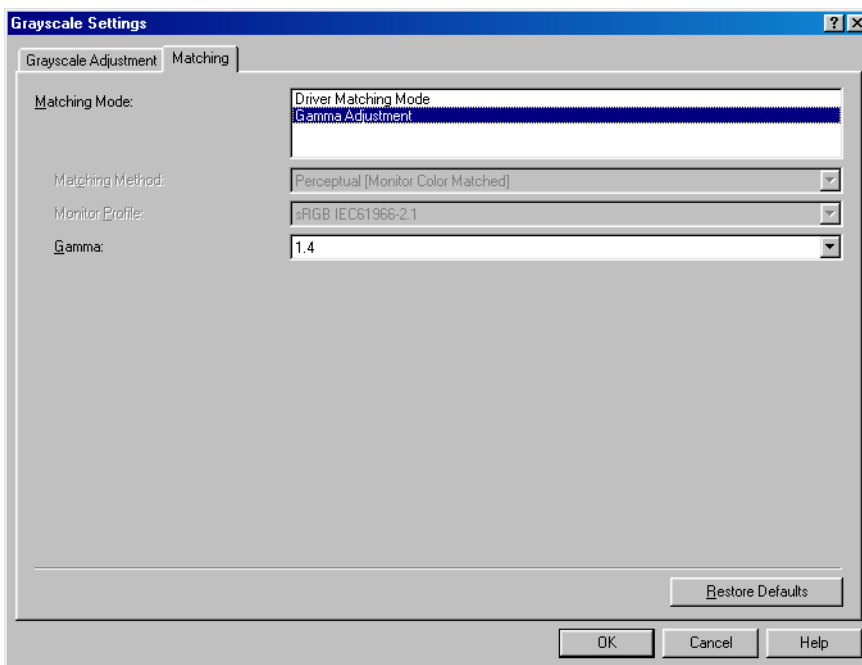 Grayscale Settings
Grayscale Adjustment Matching
Matching Mode: Driver Matching Mode
Gamma Adjustment
Matching Method: Perceptual [Monitor Color Matched]
Monitor Profile: sRGB IEC61966-2.1
Gamma: 1.4
Restore Defaults
OK Cancel Help